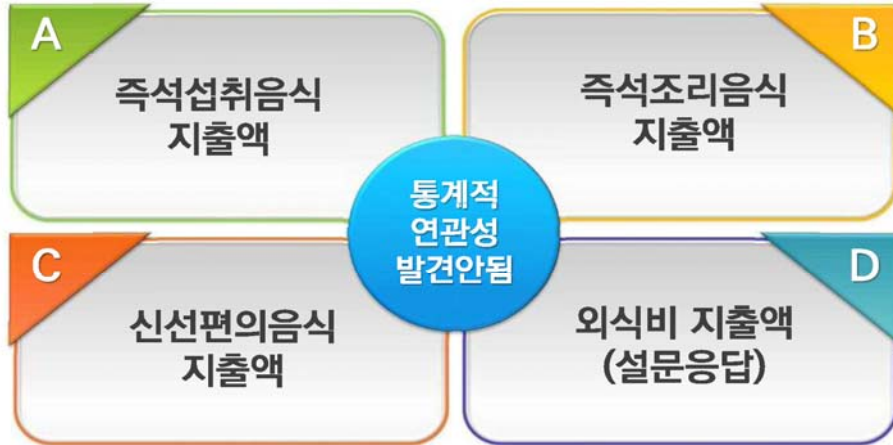 A
즉석섭취음식
지출액
B
즉석조리음식
지출액
통계적
연관성
발견안됨
C
신선편의음식
지출액
D
외식비 지출액
(설문응답)